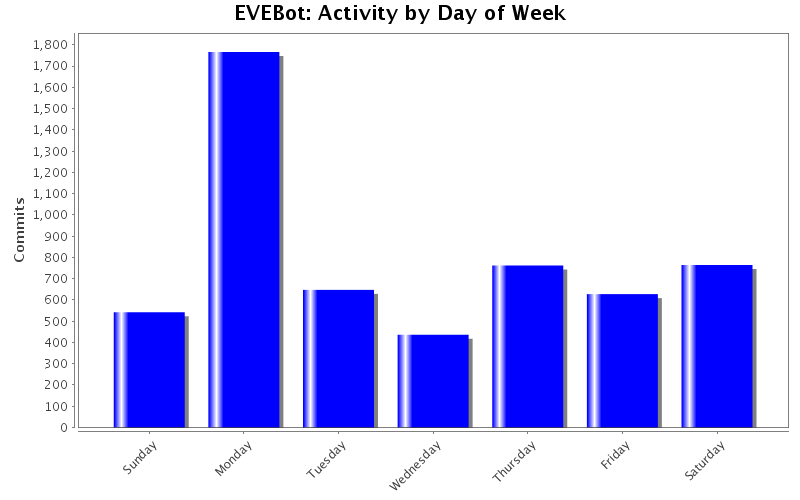 EVEBot: Activity by Day of Week
Commits
1,800
1,700
1,600
1,500
1,400
1,300
1,200
1,100
1,000
900
800
700
600
500
400
300
200
100
0
Sunday
Monday
Tuesday
Wednesday
Thursday
Friday
Saturday